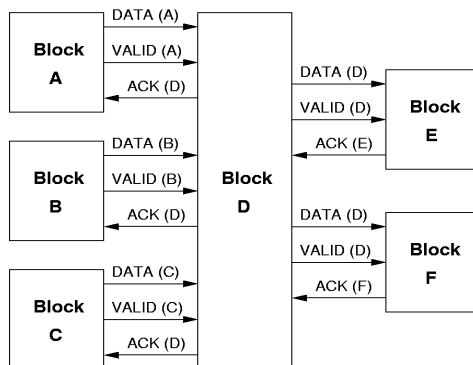 DATA (A)
Block
A
VALID (A)
ACK (D)
DATA (B)
Block
B
VALID (B)
ACK (D)
DATA (C)
Block
C
VALID (C)
ACK (D)
Block
D
DATA (D)
VALID (D)
ACK (E)
Block
E
DATA (D)
VALID (D)
ACK (F)
Block
F